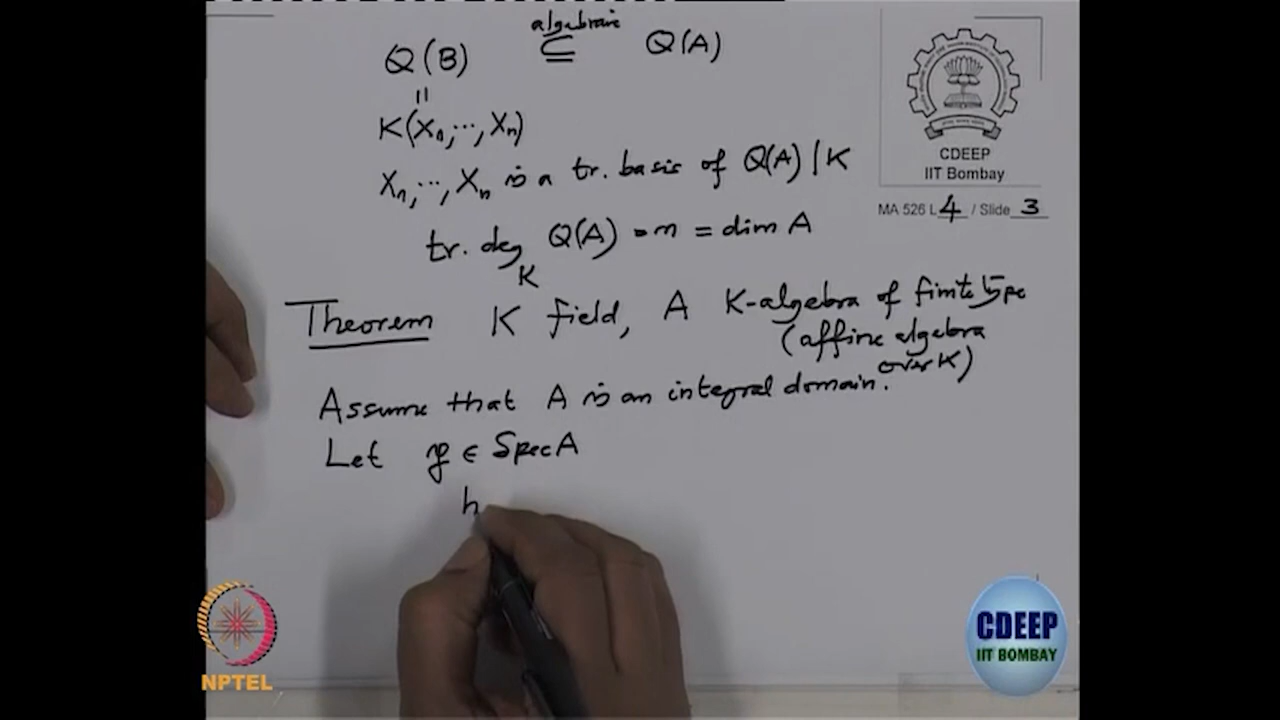 algebraic
Q(B) ⊆ Q(A)
"
K(X₁,⋯,Xₙ)
X₁,⋯,Xₙ is a tr. basis of Q(A)|K
tr. deg_K Q(A) = n = dim A
Theorem K field, A K-algebra of finite type
(affine algebra
over K)
Assume that A is an integral domain.
Let 𝔭 ∈ Spec A
h
CDEEP
IIT Bombay
MA 526 L 4 / Slide 3
NPTEL
CDEEP
IIT BOMBAY